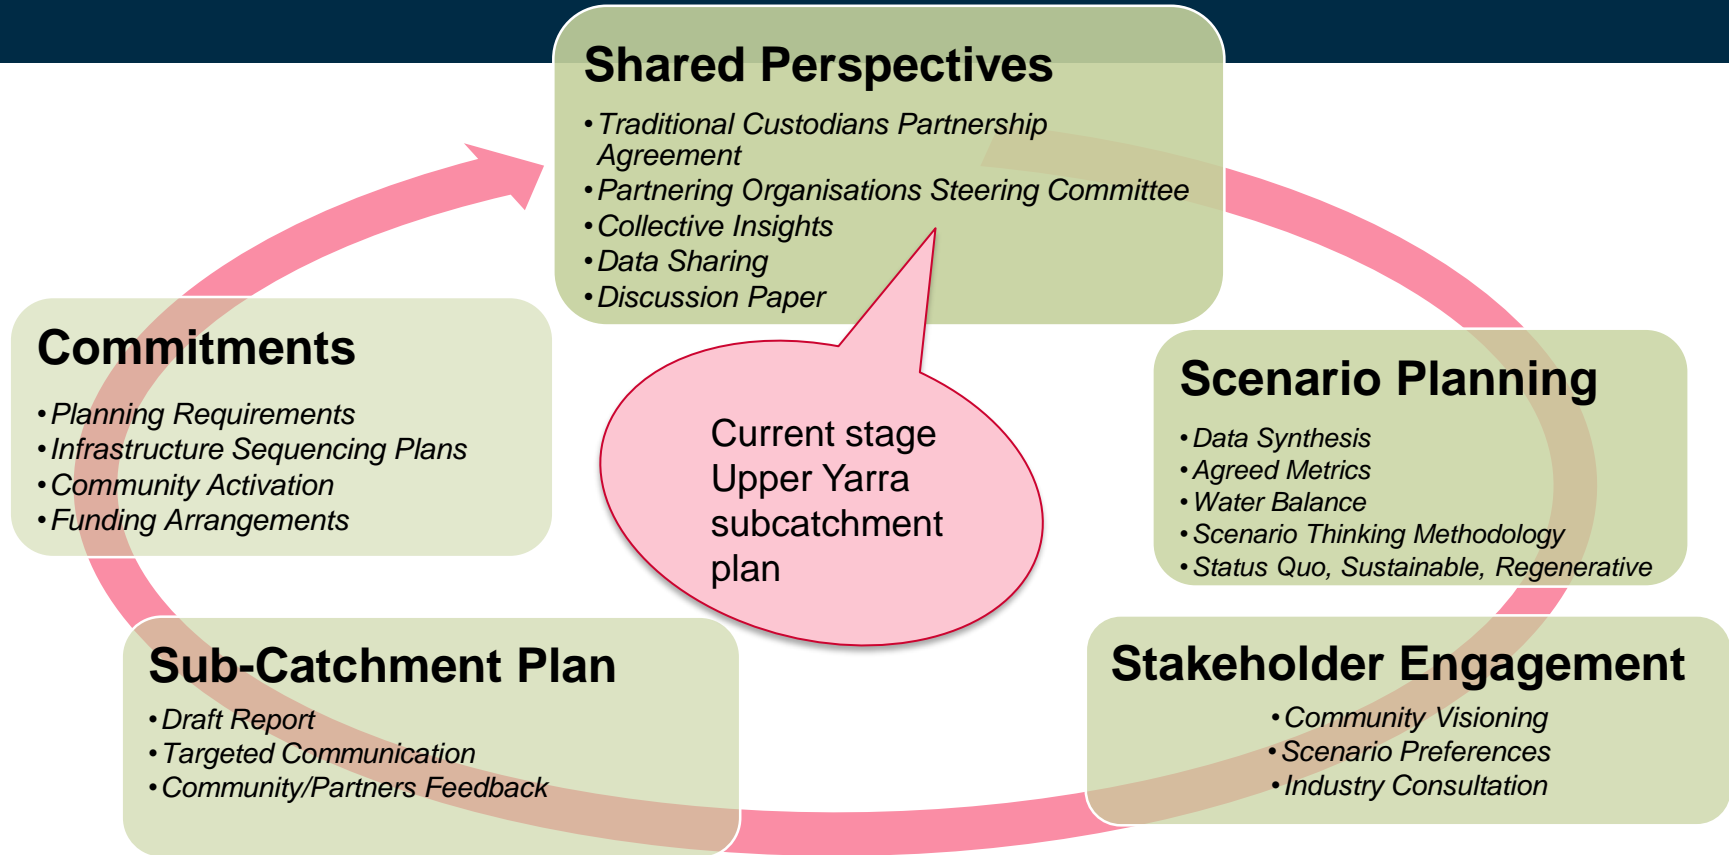 Shared Perspectives
• Traditional Custodians Partnership
Agreement
• Partnering Organisations Steering Committee
• Collective Insights
• Data Sharing
• Discussion Paper
Scenario Planning
• Data Synthesis
• Agreed Metrics
• Water Balance
• Scenario Thinking Methodology
• Status Quo, Sustainable, Regenerative
Stakeholder Engagement
• Community Visioning
• Scenario Preferences
• Industry Consultation
Sub-Catchment Plan
• Draft Report
• Targeted Communication
• Community/Partners Feedback
Commitments
• Planning Requirements
• Infrastructure Sequencing Plans
• Community Activation
• Funding Arrangements
Current stage
Upper Yarra
subcatchment
plan